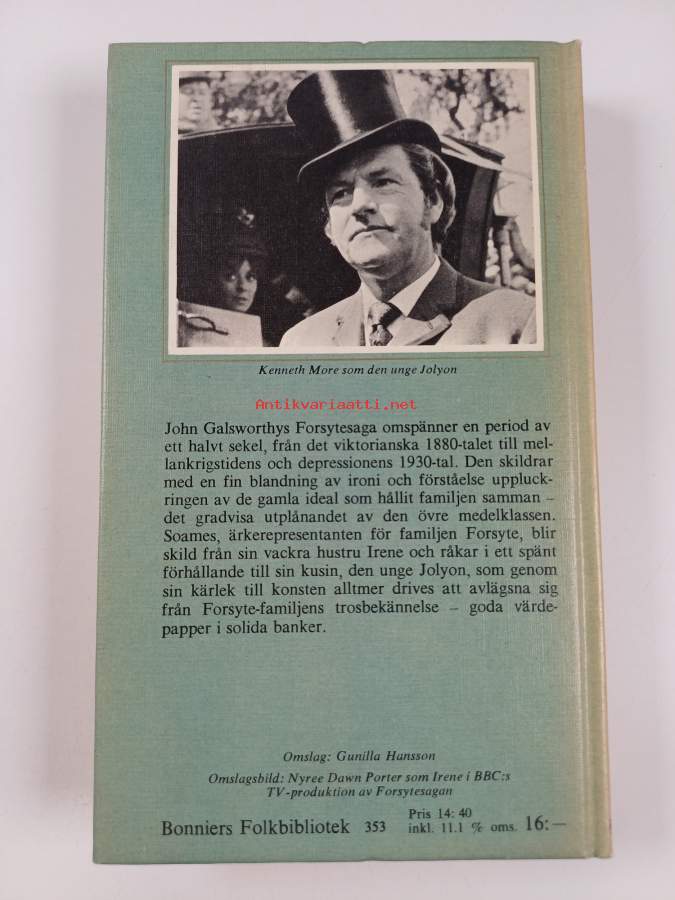 Kenneth More som den unge Jolyon
Antikvariaatti.net
John Galsworthys Forsytesaga omspänner en period av
ett halvt sekel, från det viktorianska 1880-talet till mel-
lankrigstidens och depressionens 1930-tal. Den skildrar
med en fin blandning av ironi och förståelse uppluck-
ringen av de gamla ideal som hållit familjen samman –
det gradvisa utplånandet av den övre medelklassen.
Soames, ärkerepresentanten för familjen Forsyte, blir
skild från sin vackra hustru Irene och råkar i ett spänt
förhållande till sin kusin, den unge Jolyon, som genom
sin kärlek till konsten alltmer drives att avlägsna sig
från Forsyte-familjens trosbekännelse – goda värde-
papper i solida banker.
Omslag: Gunilla Hansson
Omslagsbild: Nyree Dawn Porter som Irene i BBC:s
TV-produktion av Forsytesagan
Bonniers Folkbibliotek 353
Pris 14: 40
inkl. 11.1 % oms. 16:–